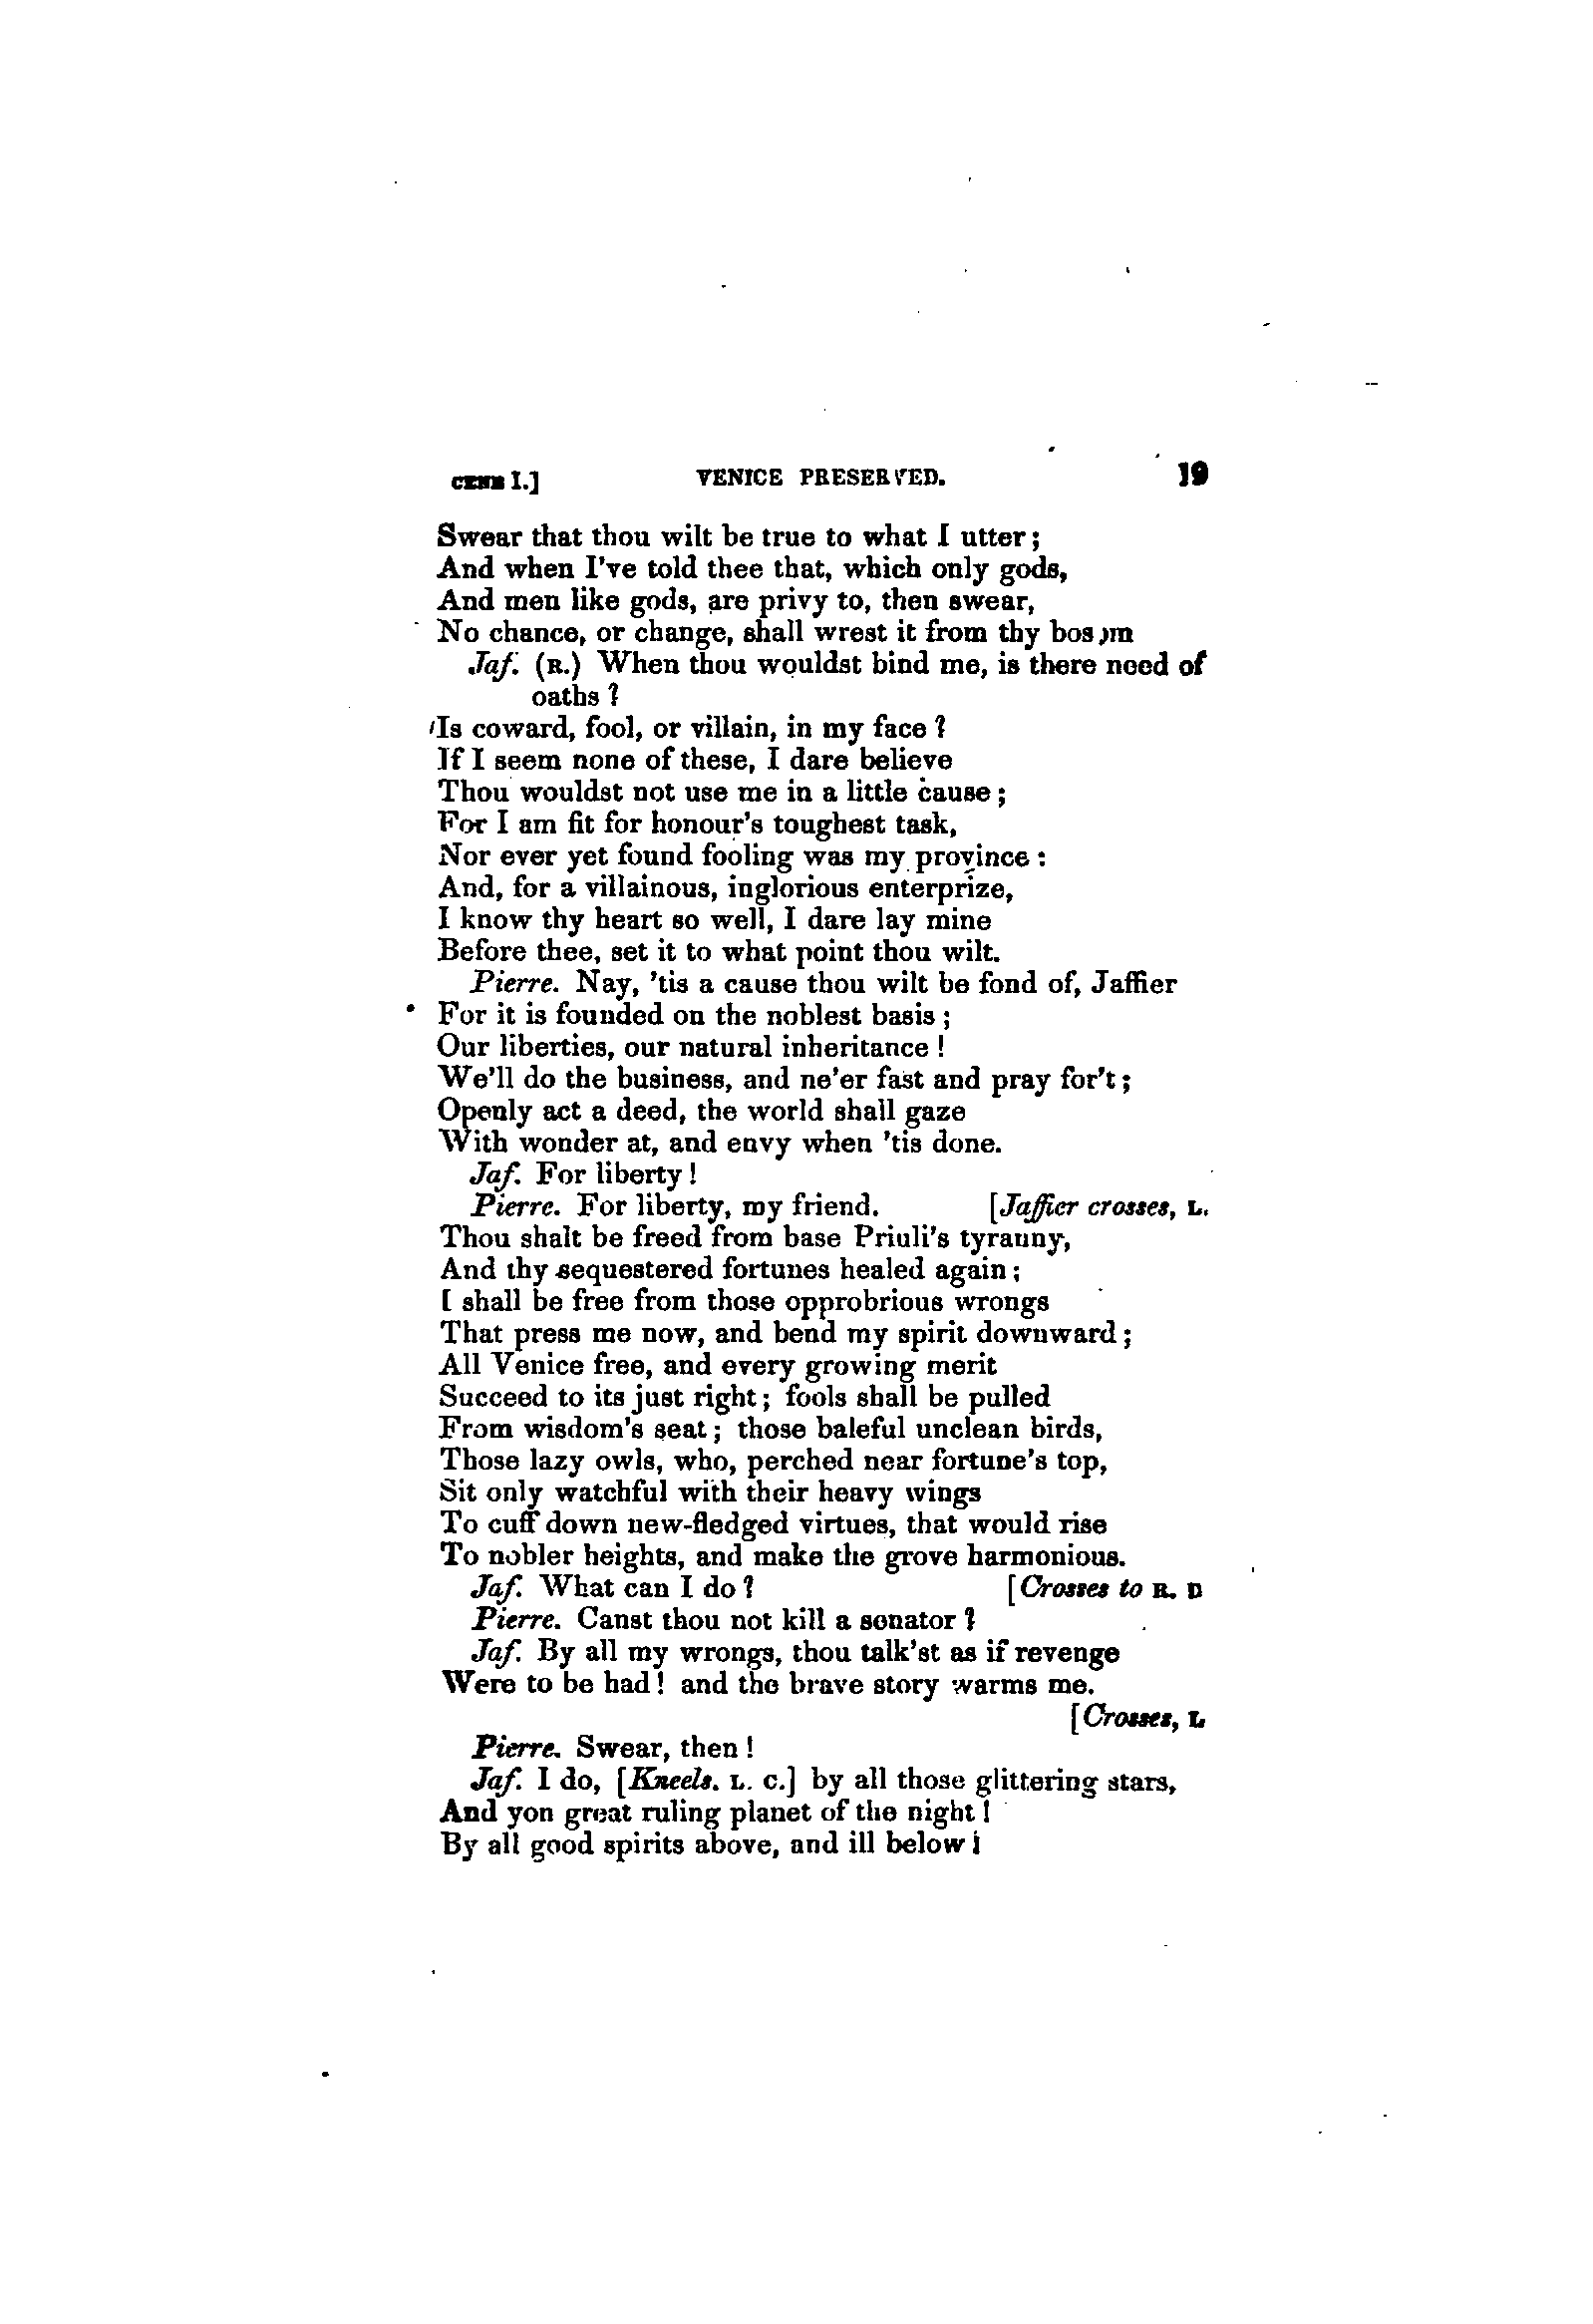 CENE I.] VENICE PRESERVED. 19
Swear that thou wilt be true to what I utter;
And when I've told thee that, which only gods,
And men like gods, are privy to, then swear,
No chance, or change, shall wrest it from thy bosom
Jaf. (R.) When thou wouldst bind me, is there need of
oaths?
Is coward, fool, or villain, in my face?
If I seem none of these, I dare believe
Thou wouldst not use me in a little cause;
For I am fit for honour's toughest task,
Nor ever yet found fooling was my province:
And, for a villainous, inglorious enterprize,
I know thy heart so well, I dare lay mine
Before thee, set it to what point thou wilt.
Pierre. Nay, 'tis a cause thou wilt be fond of, Jaffier
For it is founded on the noblest basis;
Our liberties, our natural inheritance!
We'll do the business, and ne'er fast and pray for't;
Openly act a deed, the world shall gaze
With wonder at, and envy when 'tis done.
Jaf. For liberty!
Pierre. For liberty, my friend. [Jaffier crosses, L.
Thou shalt be freed from base Priuli's tyranny,
And thy sequestered fortunes healed again;
I shall be free from those opprobrious wrongs
That press me now, and bend my spirit downward;
All Venice free, and every growing merit
Succeed to its just right; fools shall be pulled
From wisdom's seat; those baleful unclean birds,
Those lazy owls, who, perched near fortune's top,
Sit only watchful with their heavy wings
To cuff down new-fledged virtues, that would rise
To nobler heights, and make the grove harmonious.
Jaf. What can I do? [Crosses to R. D
Pierre. Canst thou not kill a senator?
Jaf. By all my wrongs, thou talk'st as if revenge
Were to be had! and the brave story warms me.
[Crosses, L
Pierre. Swear, then!
Jaf. I do, [Kneels. L. C.] by all those glittering stars,
And yon great ruling planet of the night!
By all good spirits above, and ill below!